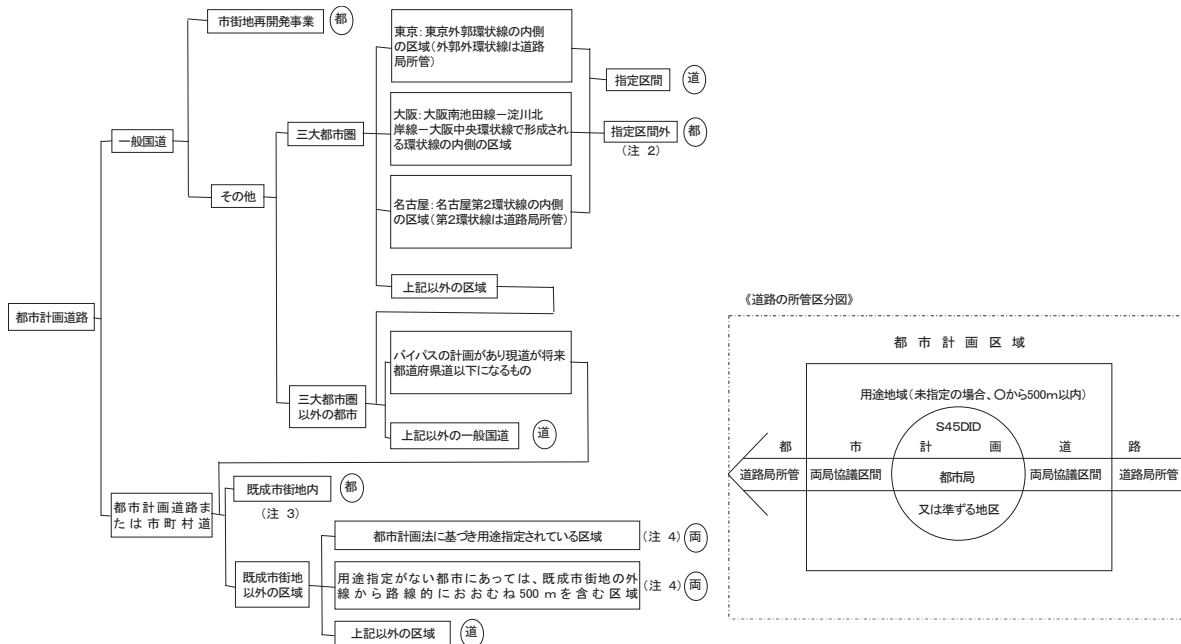 市街地再開発事業 都
東京：東京外郭環状線の内側
の区域（外郭外環状線は道路
局所管）
指定区間 道
一般国道
三大都市圏
大阪：大阪南池田線－淀川北
岸線－大阪中央環状線で形成され
る環状線の内側の区域
指定区間外 都
（注 2）
その他
名古屋：名古屋第2環状線の内側
の区域（第2環状線は道路局所管）
上記以外の区域
都市計画道路
バイパスの計画があり現道が将来
都道府県道以下になるもの
三大都市圏
以外の都市
上記以外の一般国道 道
都市計画道路ま
たは市町村道
既成市街地内 都
（注 3）
都市計画法に基づき用途指定されている区域 （注 4） 両
既成市街地
以外の区域
用途指定がない都市にあっては、既成市街地の外
線から路線的におおむね500ｍを含む区域 （注 4） 両
上記以外の区域 道
《道路の所管区分図》
都市計画区域
用途地域（未指定の場合、○から500ｍ以内）
S45DID
都市計画道路
道路局所管 両局協議区間 都市局 両局協議区間 道路局所管
又は準ずる地区